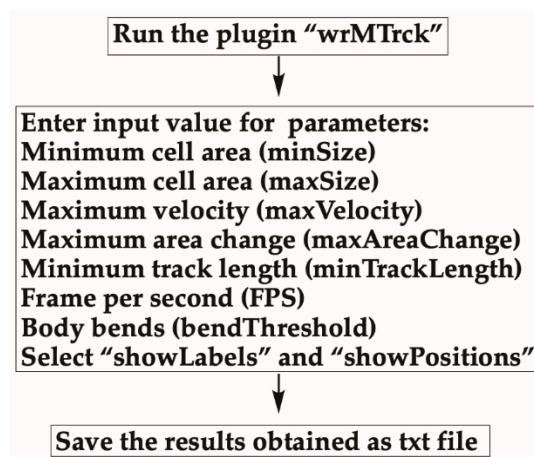 Run the plugin “wrMTrck”
Enter input value for parameters:
Minimum cell area (minSize)
Maximum cell area (maxSize)
Maximum velocity (maxVelocity)
Maximum area change (maxAreaChange)
Minimum track length (minTrackLength)
Frame per second (FPS)
Body bends (bendThreshold)
Select “showLabels” and “showPositions”
Save the results obtained as txt file